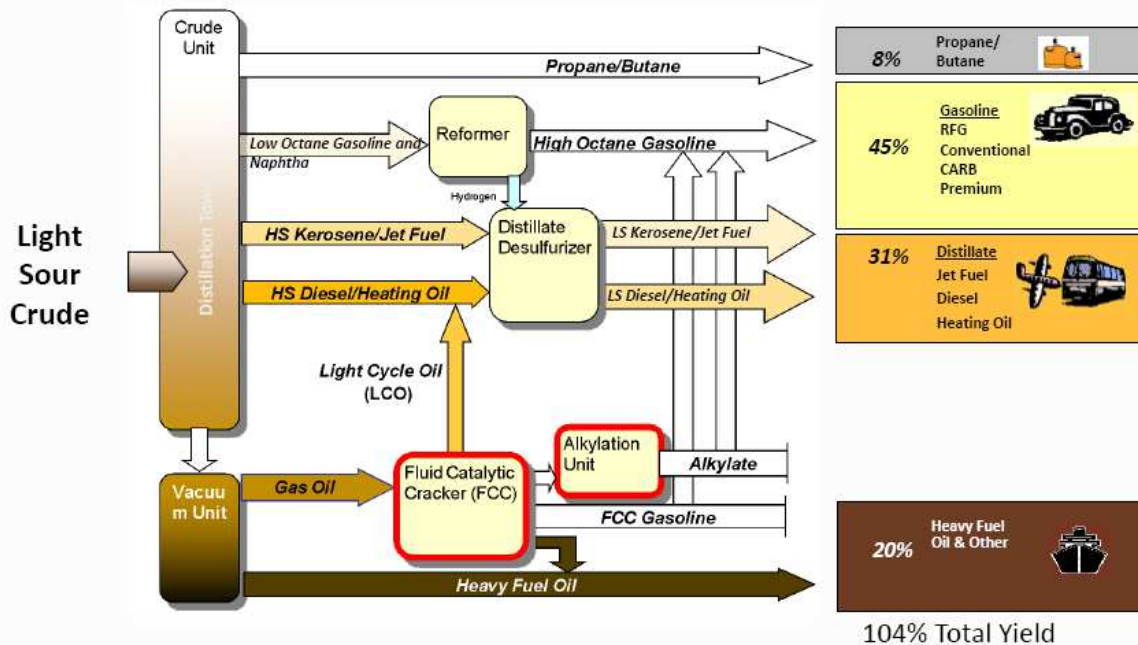 Crude
Unit
Propane/Butane
8%
Propane/
Butane
Reformer
Low Octane Gasoline and
Naphtha
High Octane Gasoline
45%
Gasoline
RFG
Conventional
CARB
Premium
Hydrogen
Light
Sour
Crude
Distillation Tow
HS Kerosene/Jet Fuel
Distillate
Desulfurizer
LS Kerosene/Jet Fuel
HS Diesel/Heating Oil
LS Diesel/Heating Oil
31%
Distillate
Jet Fuel
Diesel
Heating Oil
Light Cycle Oil
(LCO)
Alkylation
Unit
Alkylate
Fluid Catalytic
Cracker (FCC)
Gas Oil
Vacuu
m Unit
FCC Gasoline
Heavy Fuel Oil
20%
Heavy Fuel
Oil & Other
104% Total Yield